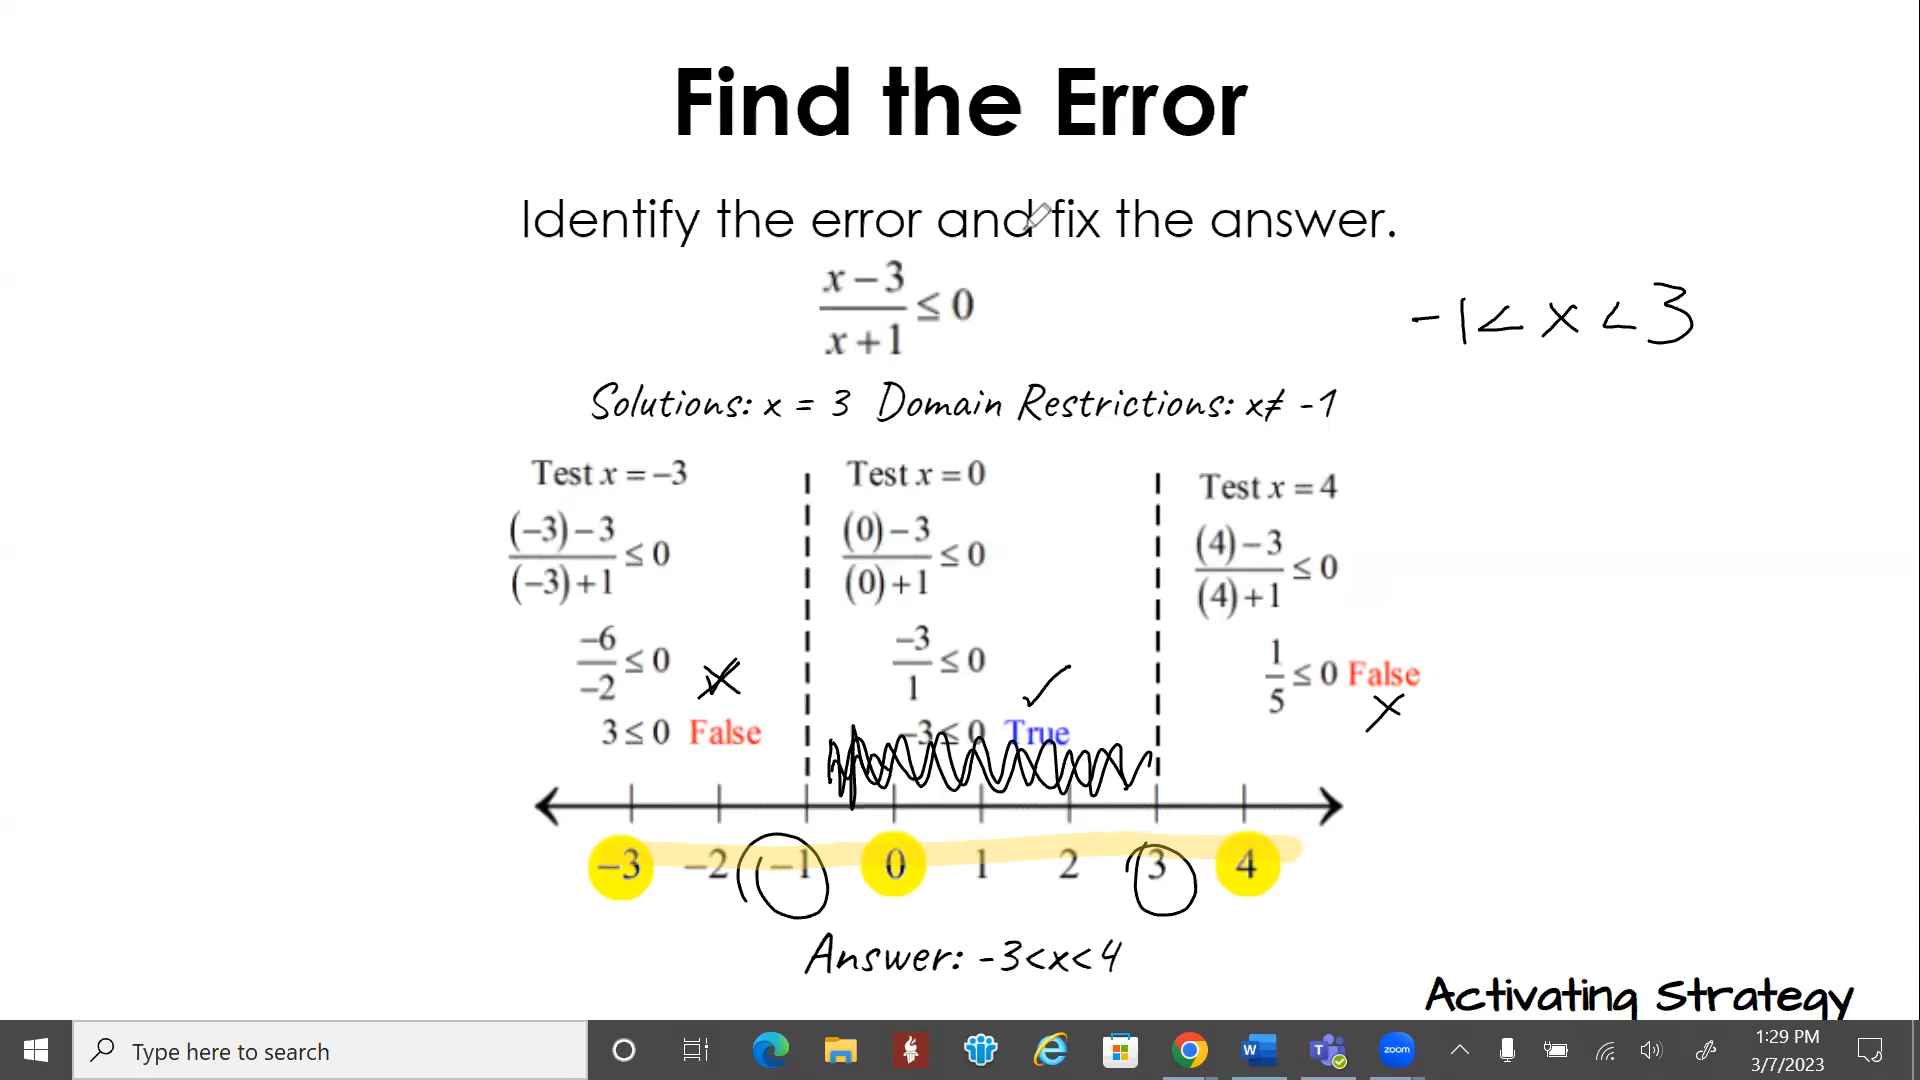 Find the Error
Identify the error and fix the answer.
x − 3
x + 1
≤ 0
-1 < x < 3
Solutions: x = 3 Domain Restrictions: x≠ -1
Test x = −3
(−3) − 3
(−3) + 1
≤ 0
−6
−2
≤ 0
3 ≤ 0 False
Test x = 0
(0) − 3
(0) + 1
≤ 0
−3
1
≤ 0
−3 ≤ 0 True
Test x = 4
(4) − 3
(4) + 1
≤ 0
1
5
≤ 0 False
−3 −2 −1 0 1 2 3 4
Answer: -3<x<4
Activating Strategy
Type here to search
W
zoom
1:29 PM
3/7/2023